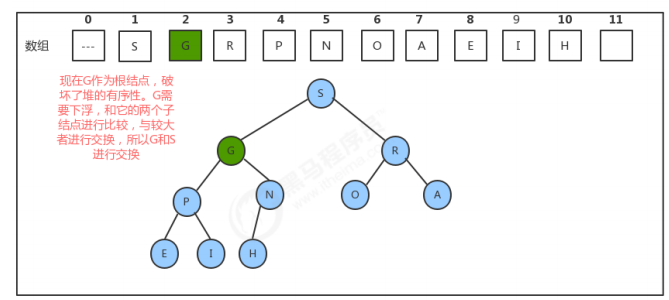 0 1 2 3 4 5 6 7 8 9 10 11
数组 --- S G R P N O A E I H
现在G作为根结点，破
坏了堆的有序性。G需
要下浮，和它的两个子
结点进行比较，与较大
者进行交换，所以G和S
进行交换
S
G R
P N O A
E I H
黑马程序员